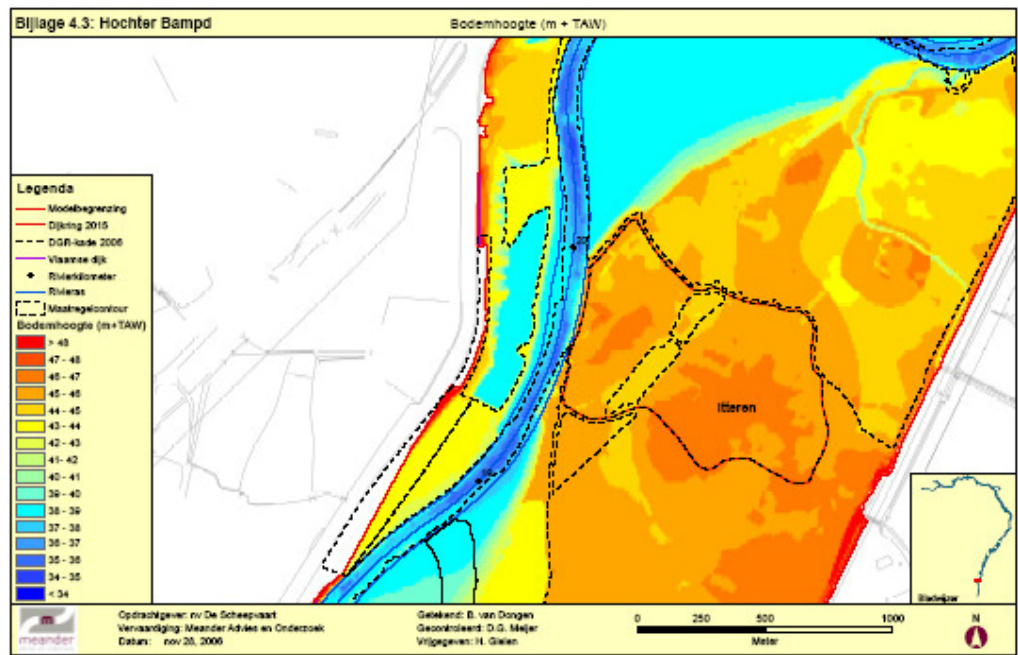 Bijlage 4.3: Hochter Bampd
Bodemhoogte (m + TAW)
Legenda
Modelbegrenzing
Dijkring 2015
DGR-kade 2006
Vlaamse dijk
Rivierkilometer
Rivieras
Maatregelcontour
Bodemhoogte (m+TAW)
> 48
47 - 48
46 - 47
45 - 46
44 - 45
43 - 44
42 - 43
41 - 42
40 - 41
39 - 40
38 - 39
37 - 38
36 - 37
35 - 36
34 - 35
< 34
20
Itteren
Bladwijzer
meander
Opdrachtgever: nv De Scheepvaart
Vervaardiging: Meander Advies en Onderzoek
Datum: nov 28, 2006
Getekend: B. van Dongen
Gecontroleerd: D.G. Meijer
Vrijgegeven: H. Gielen
0 250 500 1000
Meter
N